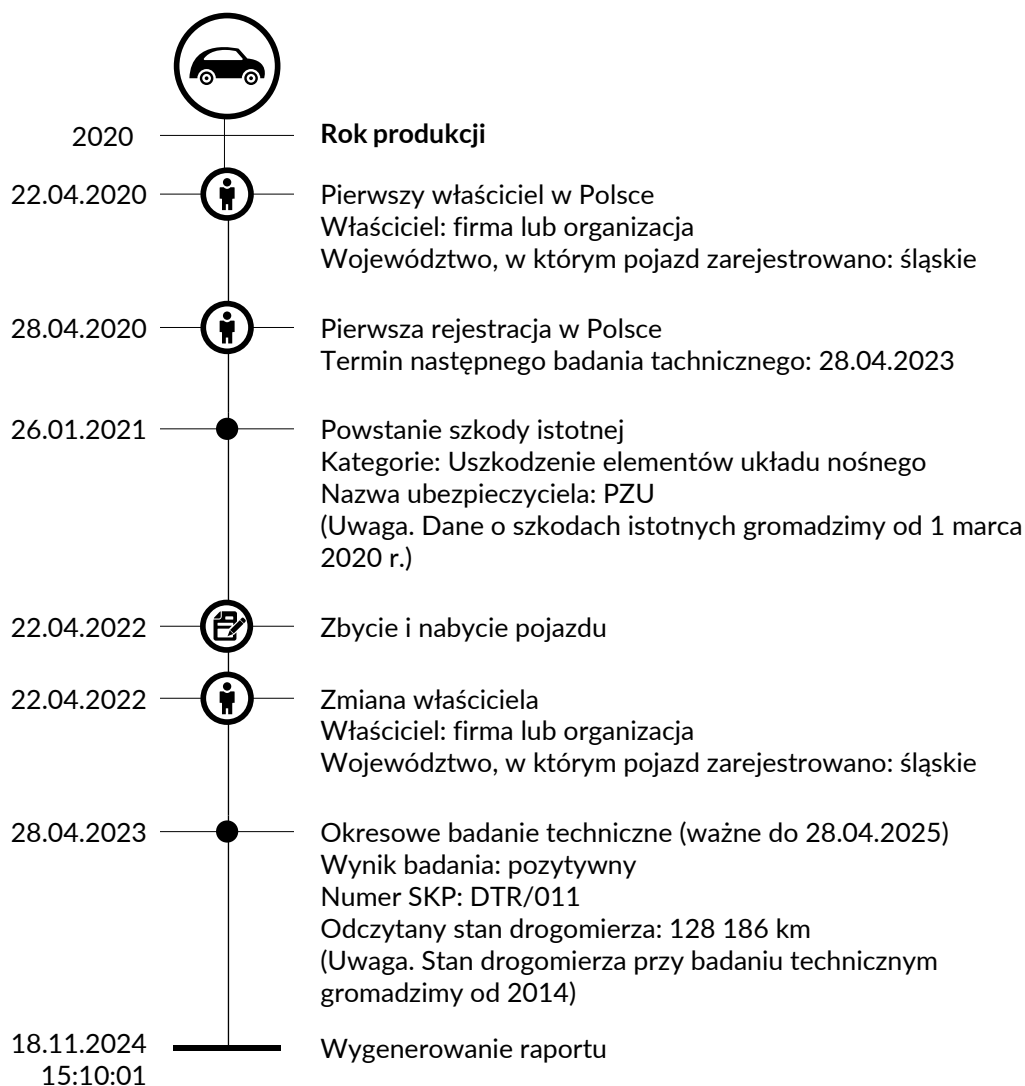 2020
Rok produkcji
22.04.2020
Pierwszy właściciel w Polsce
Właściciel: firma lub organizacja
Województwo, w którym pojazd zarejestrowano: śląskie
28.04.2020
Pierwsza rejestracja w Polsce
Termin następnego badania tachnicznego: 28.04.2023
26.01.2021
Powstanie szkody istotnej
Kategorie: Uszkodzenie elementów układu nośnego
Nazwa ubezpieczyciela: PZU
(Uwaga. Dane o szkodach istotnych gromadzimy od 1 marca
2020 r.)
22.04.2022
Zbycie i nabycie pojazdu
22.04.2022
Zmiana właściciela
Właściciel: firma lub organizacja
Województwo, w którym pojazd zarejestrowano: śląskie
28.04.2023
Okresowe badanie techniczne (ważne do 28.04.2025)
Wynik badania: pozytywny
Numer SKP: DTR/011
Odczytany stan drogomierza: 128 186 km
(Uwaga. Stan drogomierza przy badaniu technicznym
gromadzimy od 2014)
18.11.2024
15:10:01
Wygenerowanie raportu